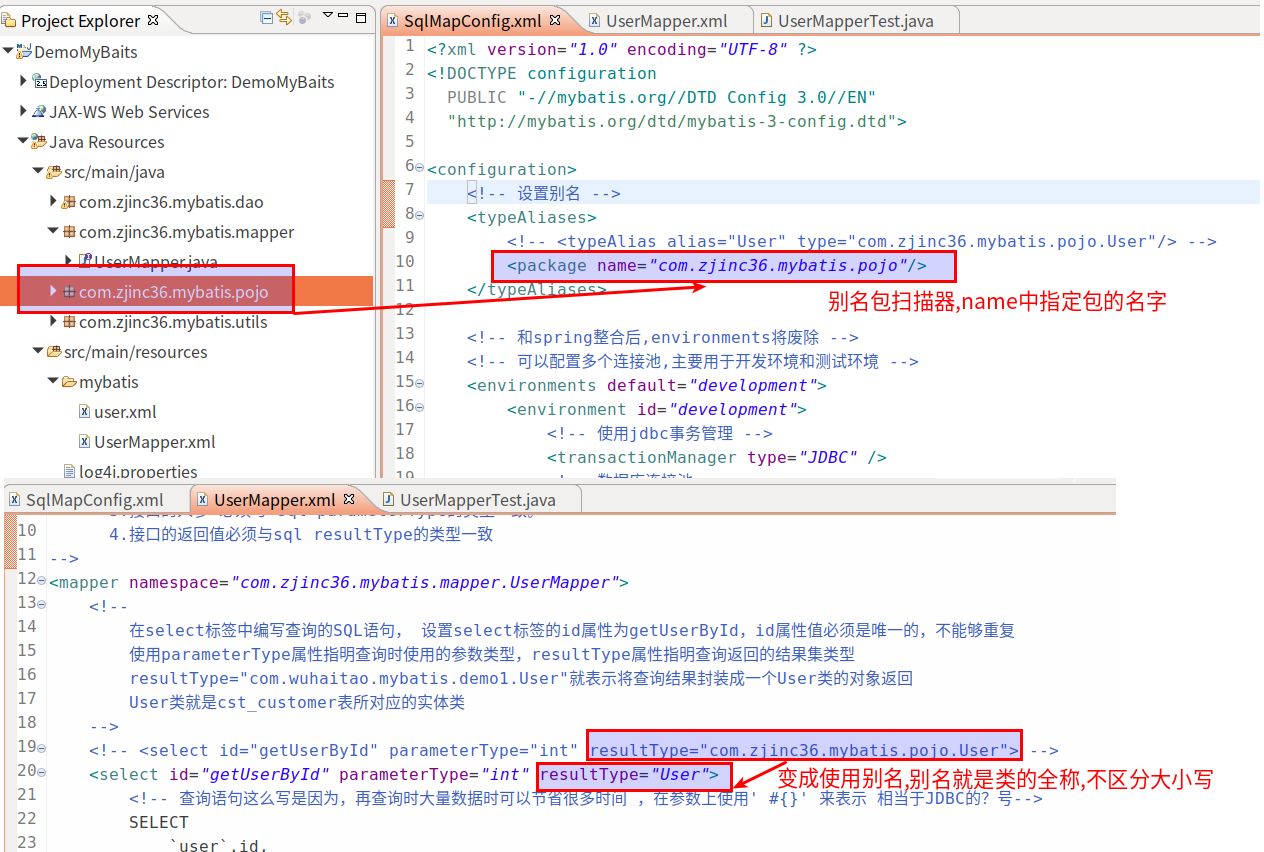 Project Explorer
DemoMyBaits
Deployment Descriptor: DemoMyBaits
JAX-WS Web Services
Java Resources
src/main/java
com.zjinc36.mybatis.dao
com.zjinc36.mybatis.mapper
UserMapper.java
com.zjinc36.mybatis.pojo
com.zjinc36.mybatis.utils
src/main/resources
mybatis
user.xml
UserMapper.xml
log4j.properties
SqlMapConfig.xml UserMapper.xml UserMapperTest.java
1 <?xml version="1.0" encoding="UTF-8" ?>
2 <!DOCTYPE configuration
3 PUBLIC "-//mybatis.org//DTD Config 3.0//EN"
4 "http://mybatis.org/dtd/mybatis-3-config.dtd">
5
6 <configuration>
7 <!-- 设置别名 -->
8 <typeAliases>
9 <!-- <typeAlias alias="User" type="com.zjinc36.mybatis.pojo.User"/> -->
10 <package name="com.zjinc36.mybatis.pojo"/>
11 </typeAliases>
别名包扫描器,name中指定包的名字
12
13 <!-- 和spring整合后,environments将废除 -->
14 <!-- 可以配置多个连接池,主要用于开发环境和测试环境 -->
15 <environments default="development">
16 <environment id="development">
17 <!-- 使用jdbc事务管理 -->
18 <transactionManager type="JDBC" />
19 <!-- 数据库连接池
SqlMapConfig.xml UserMapper.xml UserMapperTest.java
10 4.接口的返回值必须与sql resultType的类型一致
11 -->
12 <mapper namespace="com.zjinc36.mybatis.mapper.UserMapper">
13 <!--
14 在select标签中编写查询的SQL语句， 设置select标签的id属性为getUserById，id属性值必须是唯一的，不能够重复
15 使用parameterType属性指明查询时使用的参数类型，resultType属性指明查询返回的结果集类型
16 resultType="com.wuhaitao.mybatis.demo1.User"就表示将查询结果封装成一个User类的对象返回
17 User类就是cst_customer表所对应的实体类
18 -->
19 <!-- <select id="getUserById" parameterType="int" resultType="com.zjinc36.mybatis.pojo.User"> -->
20 <select id="getUserById" parameterType="int" resultType="User">
变成使用别名,别名就是类的全称,不区分大小写
21 <!-- 查询语句这么写是因为，再查询时大量数据时可以节省很多时间 ，在参数上使用' #{}' 来表示 相当于JDBC的？号-->
22 SELECT
23 `user`.id,